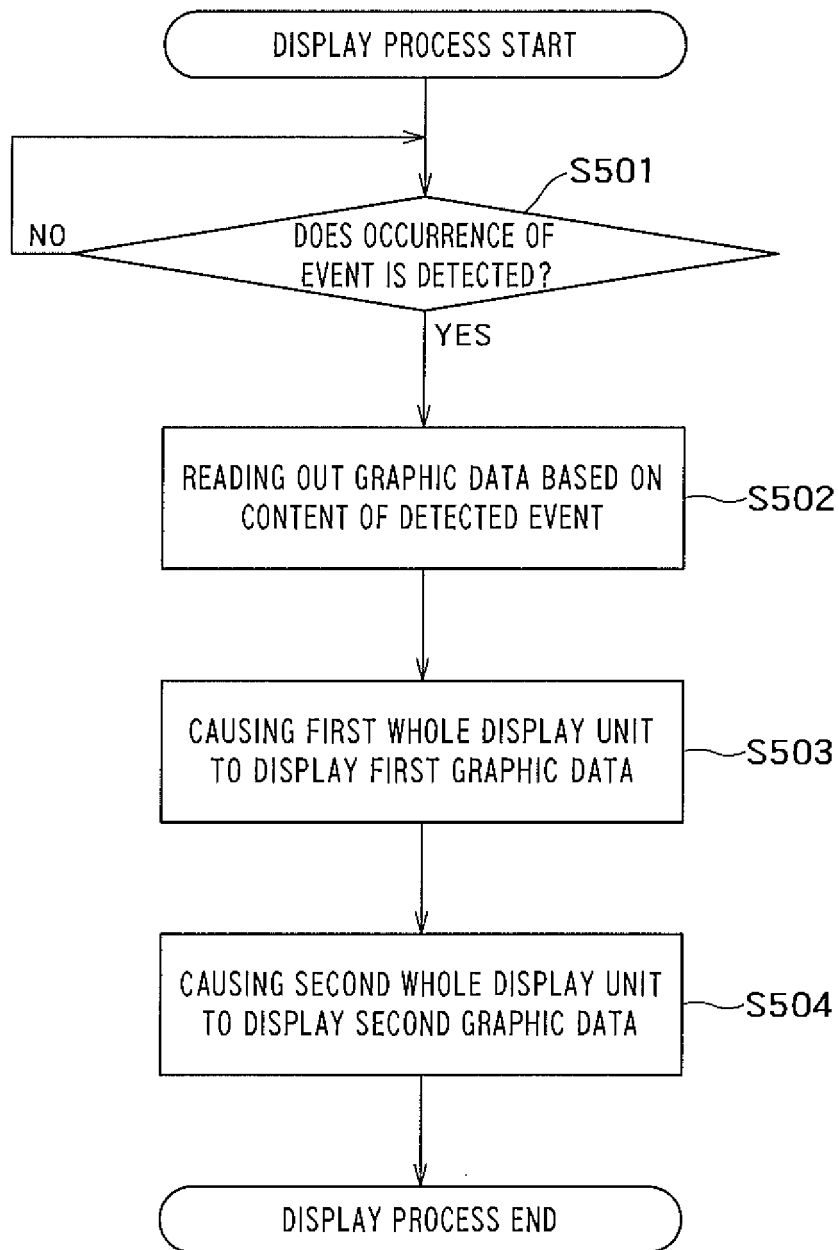 DISPLAY PROCESS START
S501
NO
DOES OCCURRENCE OF
EVENT IS DETECTED?
YES
READING OUT GRAPHIC DATA BASED ON
CONTENT OF DETECTED EVENT
S502
CAUSING FIRST WHOLE DISPLAY UNIT
TO DISPLAY FIRST GRAPHIC DATA
S503
CAUSING SECOND WHOLE DISPLAY UNIT
TO DISPLAY SECOND GRAPHIC DATA
S504
DISPLAY PROCESS END